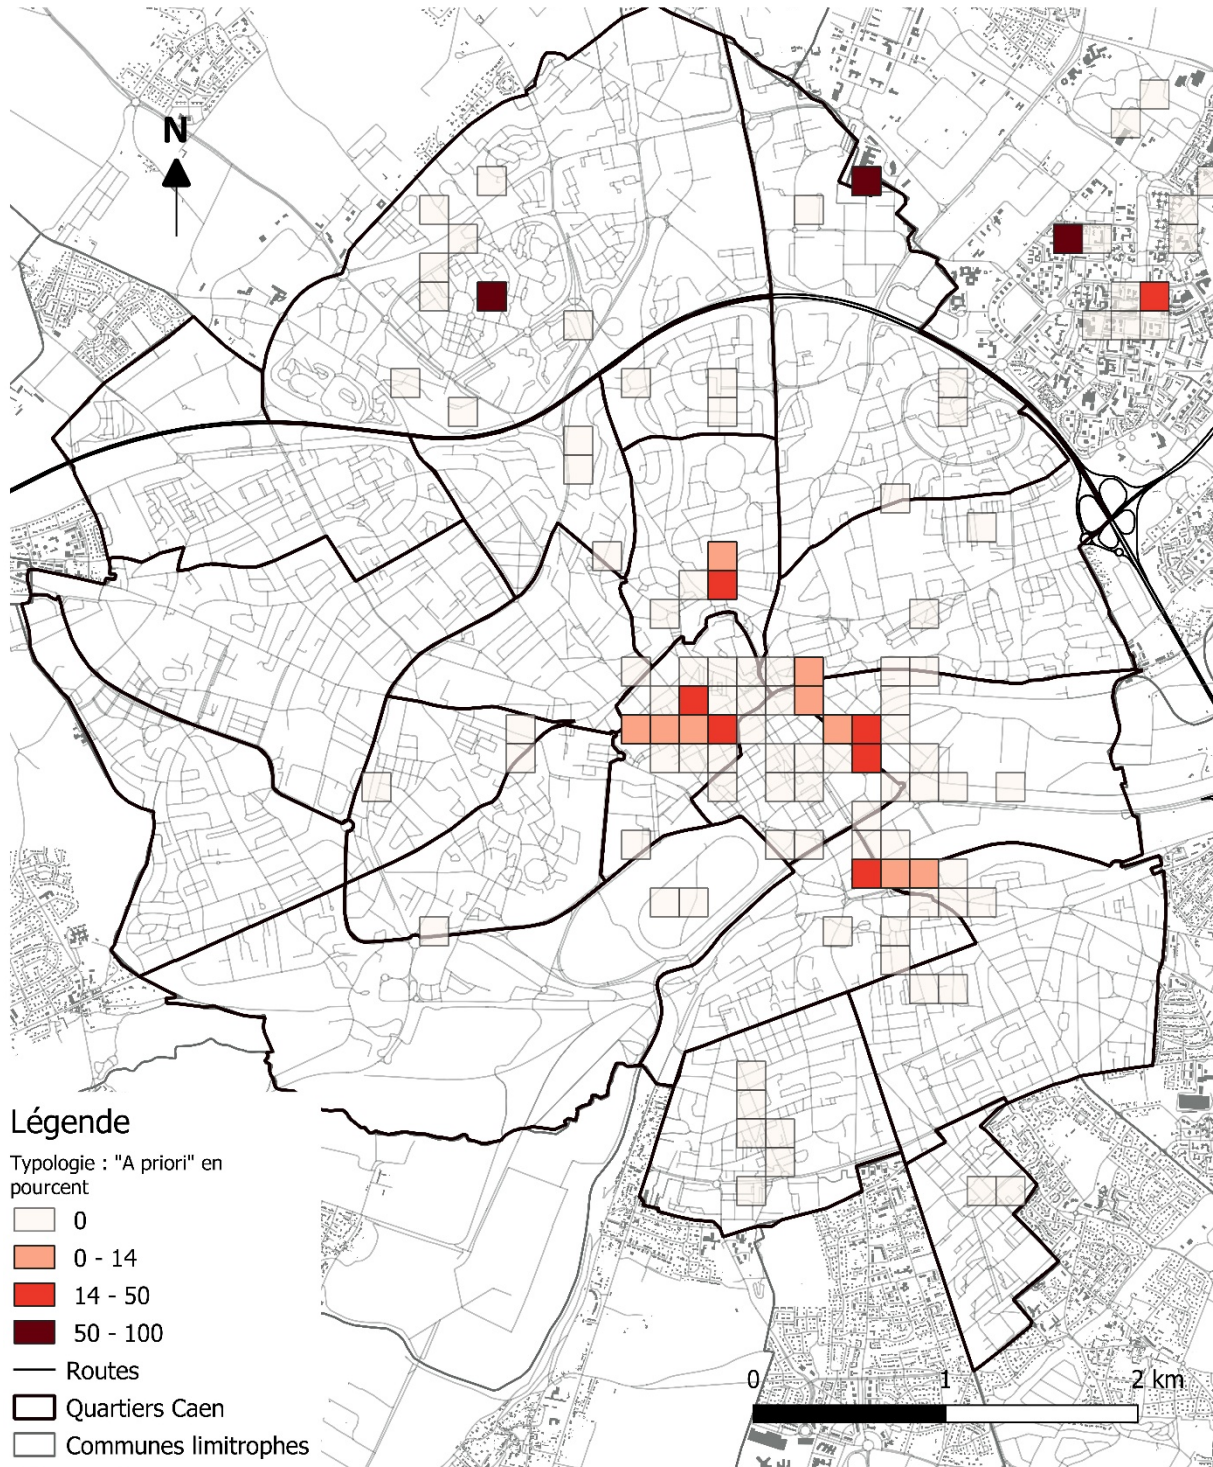 N
Légende
Typologie : "A priori" en
pourcent
0
0 - 14
14 - 50
50 - 100
Routes
Quartiers Caen
Communes limitrophes
0 1 2 km